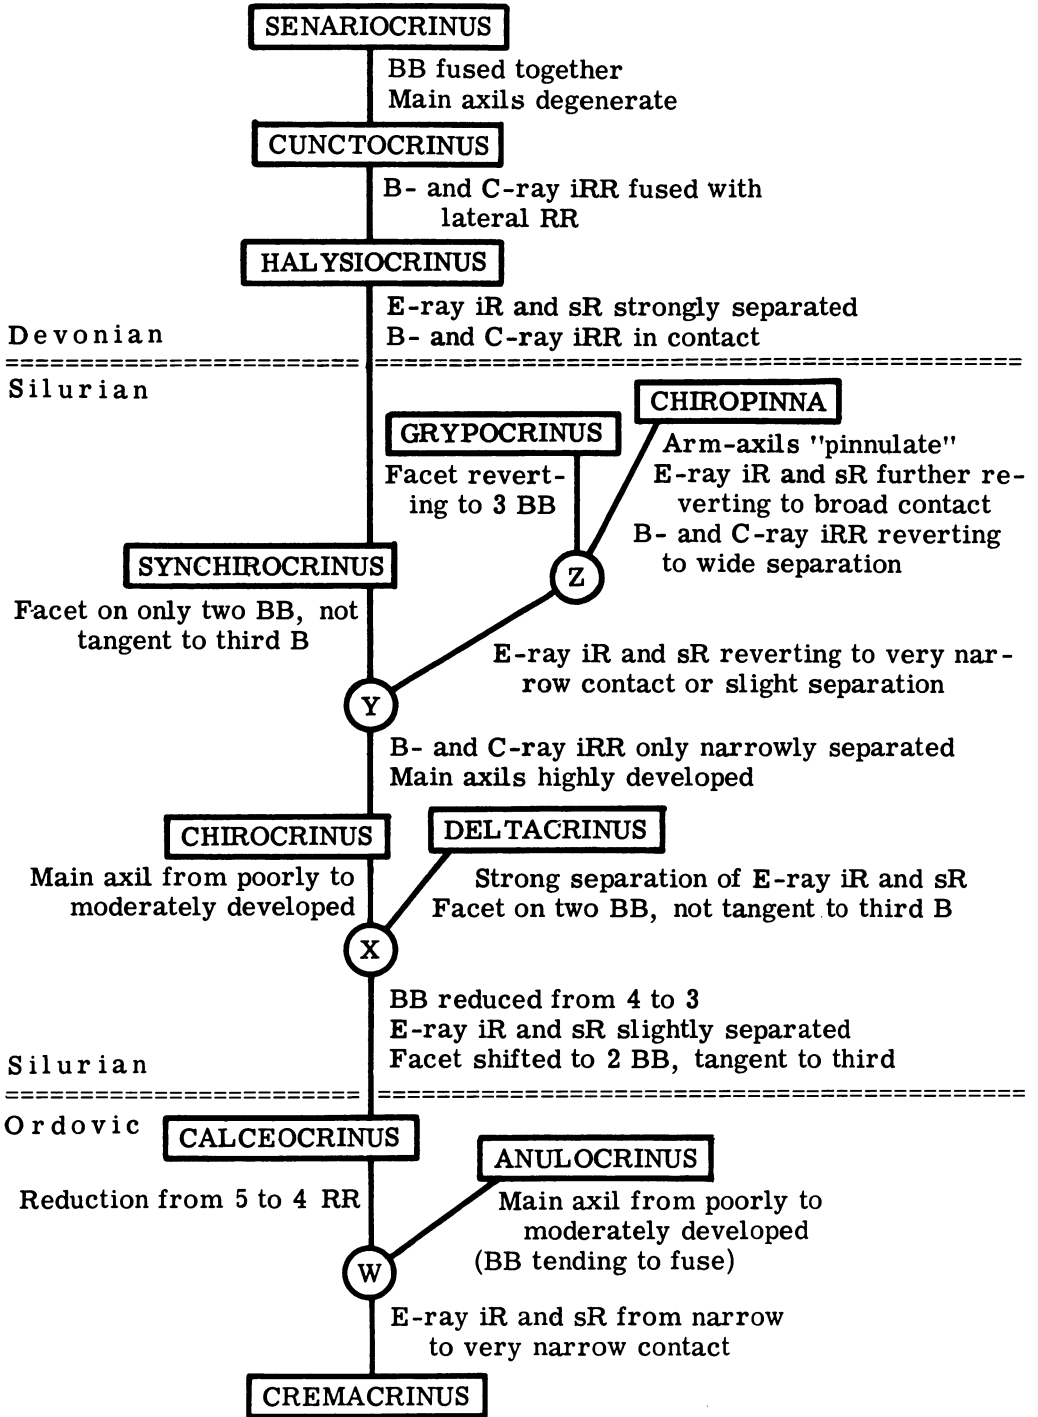 SENARIOCRINUS
BB fused together
Main axils degenerate
CUNCTOCRINUS
B- and C-ray iRR fused with
lateral RR
HALYSIOCRINUS
E-ray iR and sR strongly separated
B- and C-ray iRR in contact
Devonian
Silurian
CHIROPINNA
GRYPOCRINUS
Arm-axils "pinnulate"
E-ray iR and sR further re-
verting to broad contact
B- and C-ray iRR reverting
to wide separation
Facet revert-
ing to 3 BB
SYNCHIROCRINUS
Z
Facet on only two BB, not
tangent to third B
E-ray iR and sR reverting to very nar-
row contact or slight separation
Y
B- and C-ray iRR only narrowly separated
Main axils highly developed
CHIROCRINUS
DELTACRINUS
Main axil from poorly to
moderately developed
Strong separation of E-ray iR and sR
Facet on two BB, not tangent to third B
X
BB reduced from 4 to 3
E-ray iR and sR slightly separated
Facet shifted to 2 BB, tangent to third
Silurian
Ordovic
CALCEOCRINUS
ANULOCRINUS
Reduction from 5 to 4 RR
Main axil from poorly to
moderately developed
(BB tending to fuse)
W
E-ray iR and sR from narrow
to very narrow contact
CREMACRINUS